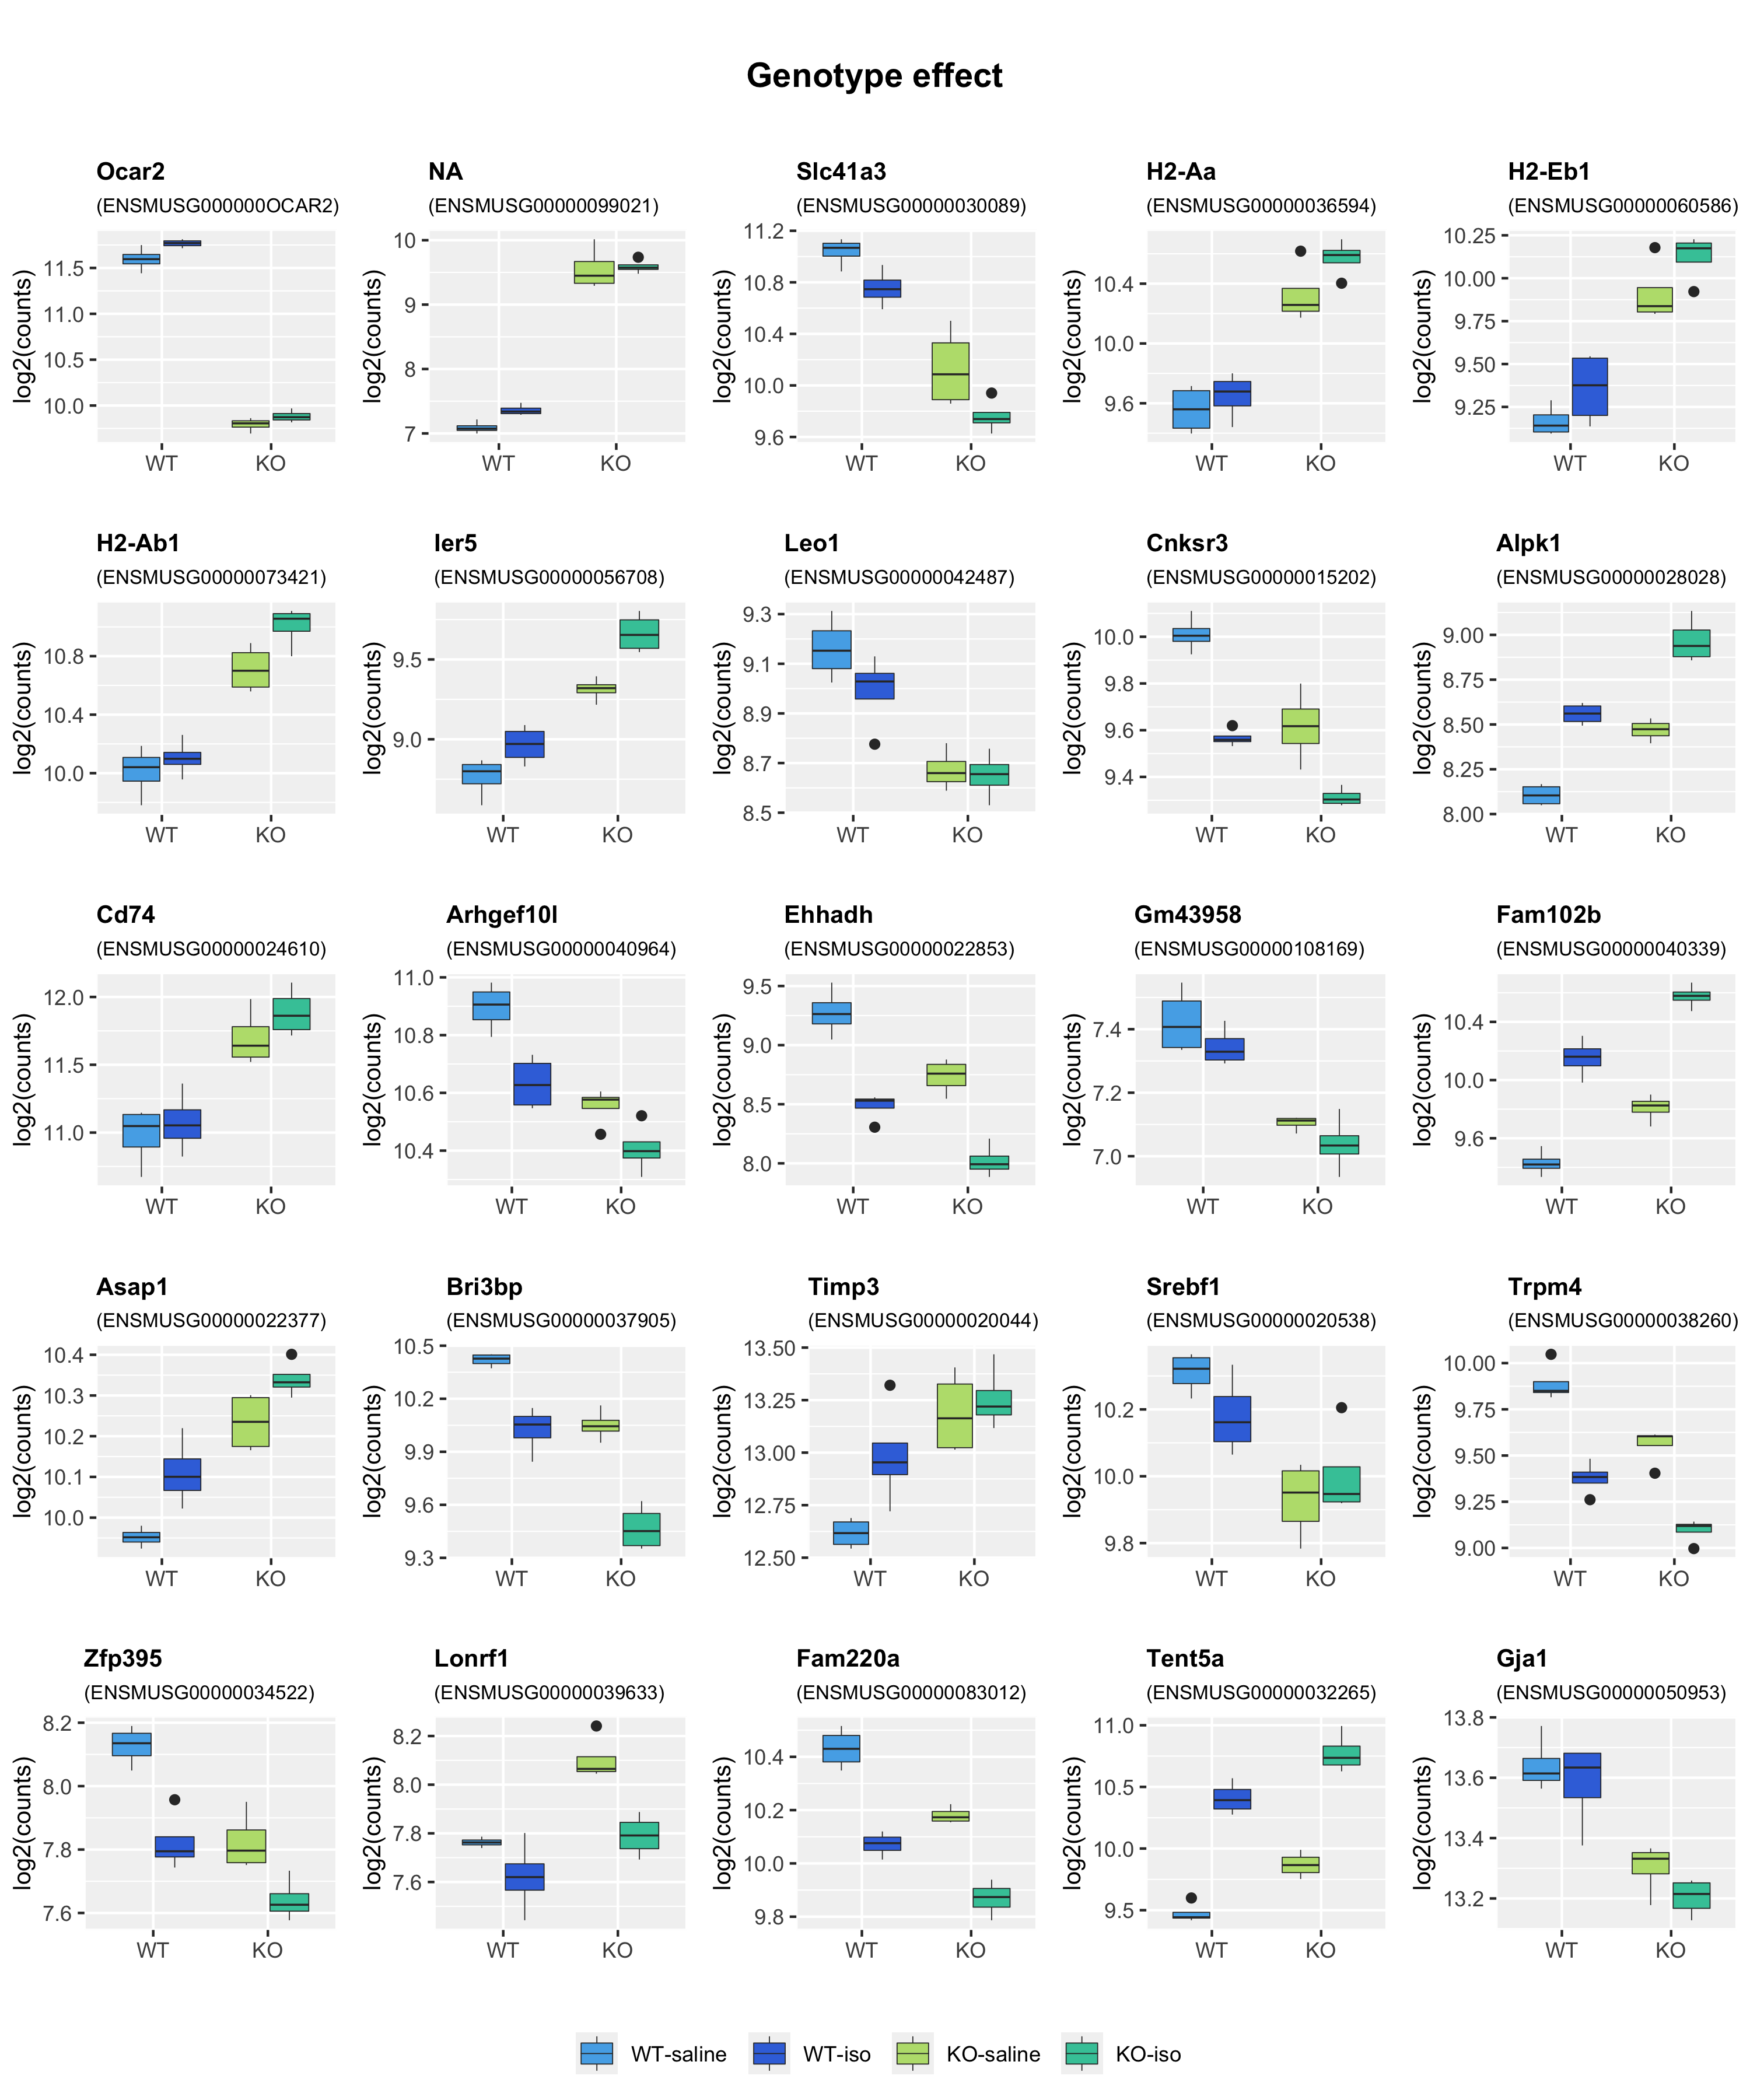 Genotype effect
Ocar2
(ENSMUSG000000OCAR2)
log2(counts)
11.5
11.0
10.5
10.0
WT
KO
NA
(ENSMUSG00000099021)
log2(counts)
10
9
8
7
WT
KO
Slc41a3
(ENSMUSG00000030089)
log2(counts)
11.2
10.8
10.4
10.0
9.6
WT
KO
H2-Aa
(ENSMUSG00000036594)
log2(counts)
10.4
10.0
9.6
WT
KO
H2-Eb1
(ENSMUSG00000060586)
log2(counts)
10.25
10.00
9.75
9.50
9.25
WT
KO
H2-Ab1
(ENSMUSG00000073421)
log2(counts)
10.8
10.4
10.0
WT
KO
Ier5
(ENSMUSG00000056708)
log2(counts)
9.5
9.0
WT
KO
Leo1
(ENSMUSG00000042487)
log2(counts)
9.3
9.1
8.9
8.7
8.5
WT
KO
Cnksr3
(ENSMUSG00000015202)
log2(counts)
10.0
9.8
9.6
9.4
WT
KO
Alpk1
(ENSMUSG00000028028)
log2(counts)
9.00
8.75
8.50
8.25
8.00
WT
KO
Cd74
(ENSMUSG00000024610)
log2(counts)
12.0
11.5
11.0
WT
KO
Arhgef10l
(ENSMUSG00000040964)
log2(counts)
11.0
10.8
10.6
10.4
WT
KO
Ehhadh
(ENSMUSG00000022853)
log2(counts)
9.5
9.0
8.5
8.0
WT
KO
Gm43958
(ENSMUSG00000108169)
log2(counts)
7.4
7.2
7.0
WT
KO
Fam102b
(ENSMUSG00000040339)
log2(counts)
10.4
10.0
9.6
WT
KO
Asap1
(ENSMUSG00000022377)
log2(counts)
10.4
10.3
10.2
10.1
10.0
WT
KO
Bri3bp
(ENSMUSG00000037905)
log2(counts)
10.5
10.2
9.9
9.6
9.3
WT
KO
Timp3
(ENSMUSG00000020044)
log2(counts)
13.50
13.25
13.00
12.75
12.50
WT
KO
Srebf1
(ENSMUSG00000020538)
log2(counts)
10.2
10.0
9.8
WT
KO
Trpm4
(ENSMUSG00000038260)
log2(counts)
10.00
9.75
9.50
9.25
9.00
WT
KO
Zfp395
(ENSMUSG00000034522)
log2(counts)
8.2
8.0
7.8
7.6
WT
KO
Lonrf1
(ENSMUSG00000039633)
log2(counts)
8.2
8.0
7.8
7.6
WT
KO
Fam220a
(ENSMUSG00000083012)
log2(counts)
10.4
10.2
10.0
9.8
WT
KO
Tent5a
(ENSMUSG00000032265)
log2(counts)
11.0
10.5
10.0
9.5
WT
KO
Gja1
(ENSMUSG00000050953)
log2(counts)
13.8
13.6
13.4
13.2
WT
KO
WT-saline
WT-iso
KO-saline
KO-iso